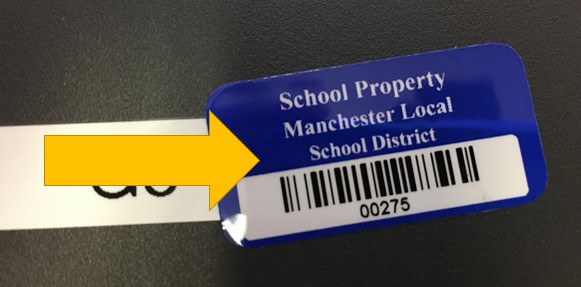 School Property
Manchester Local
School District
00275